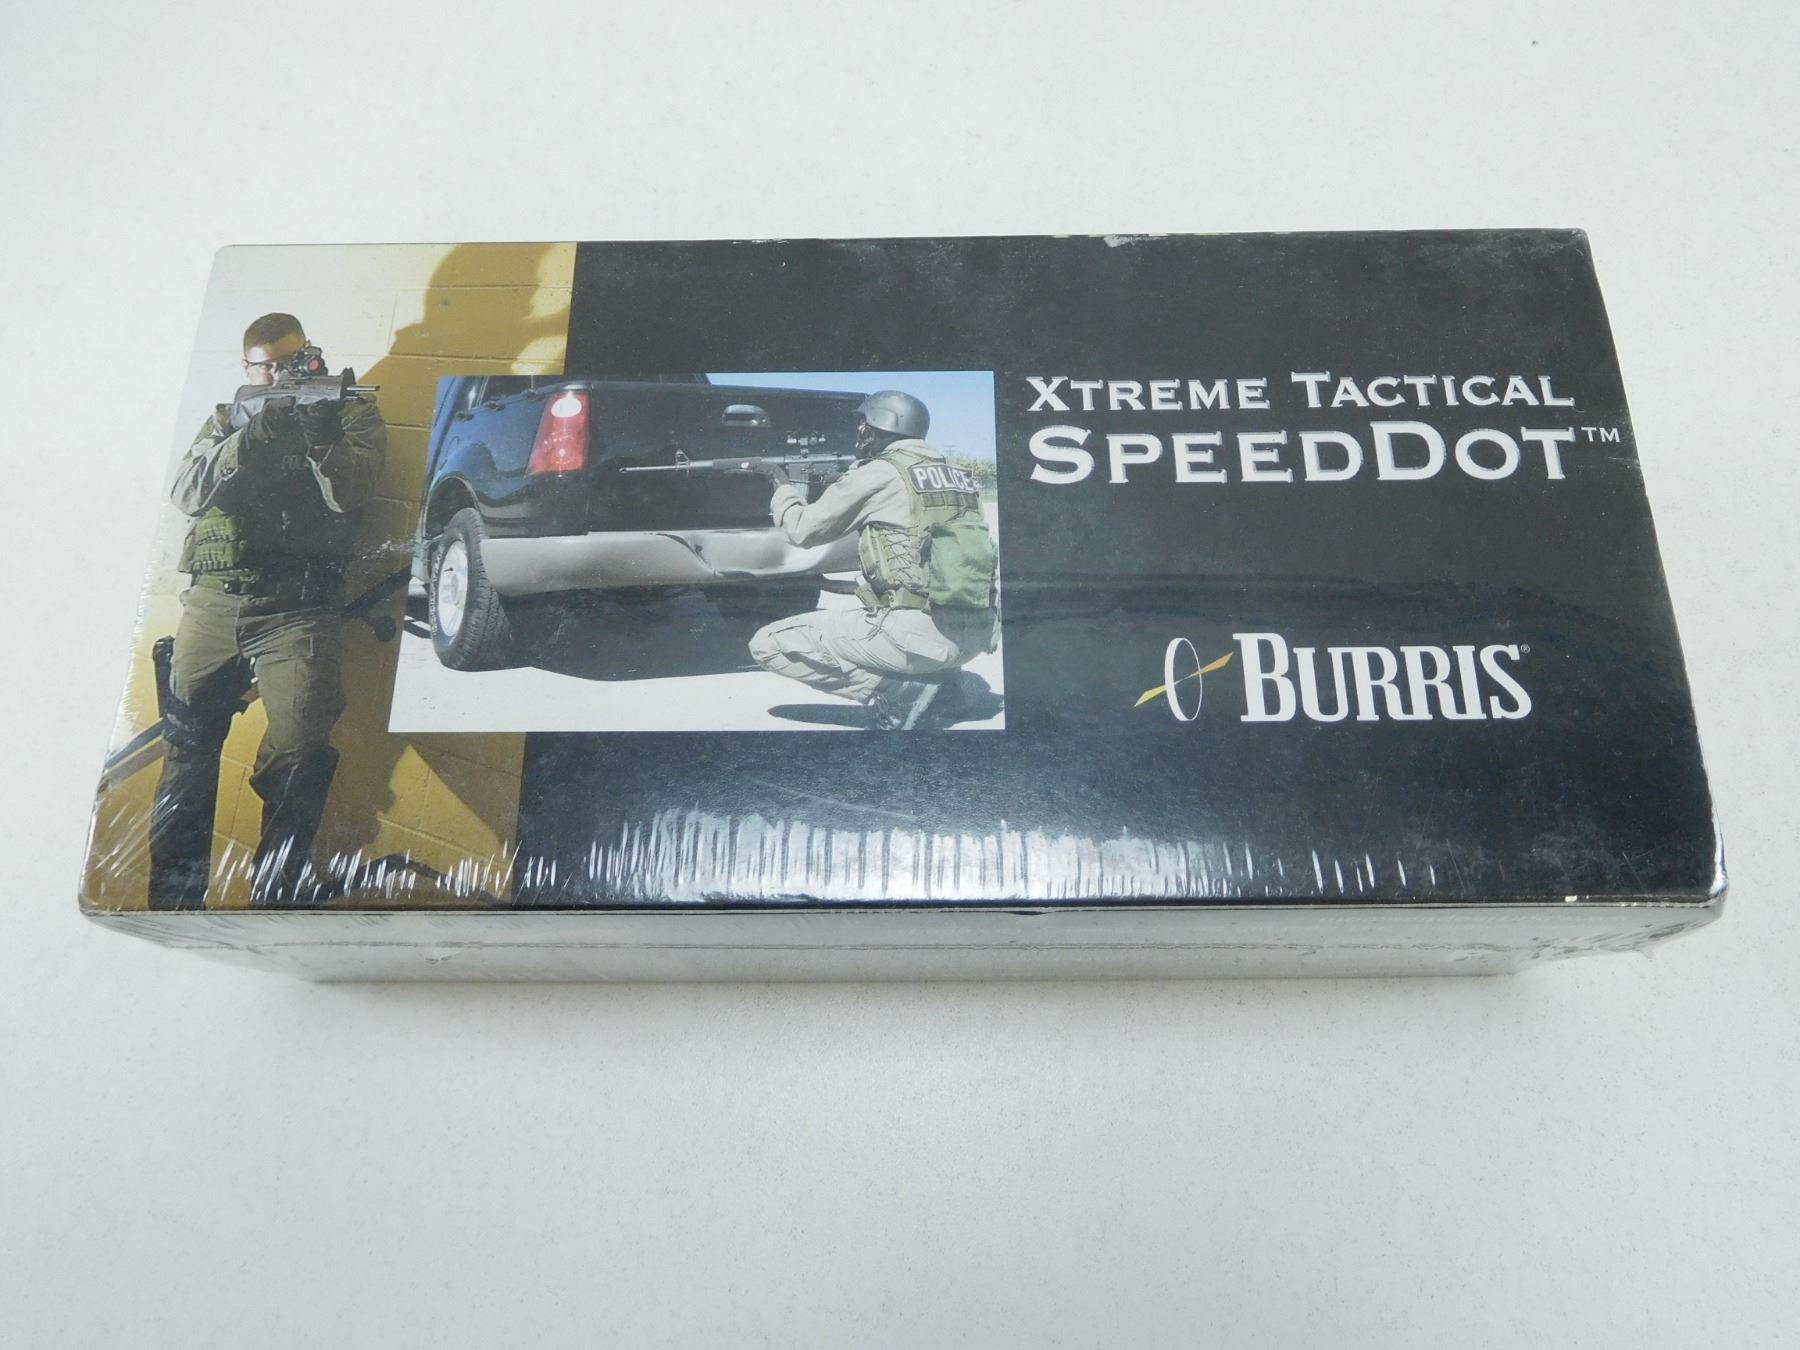 XTREME TACTICAL
SPEEDDOT™
POLICE
BURRIS®